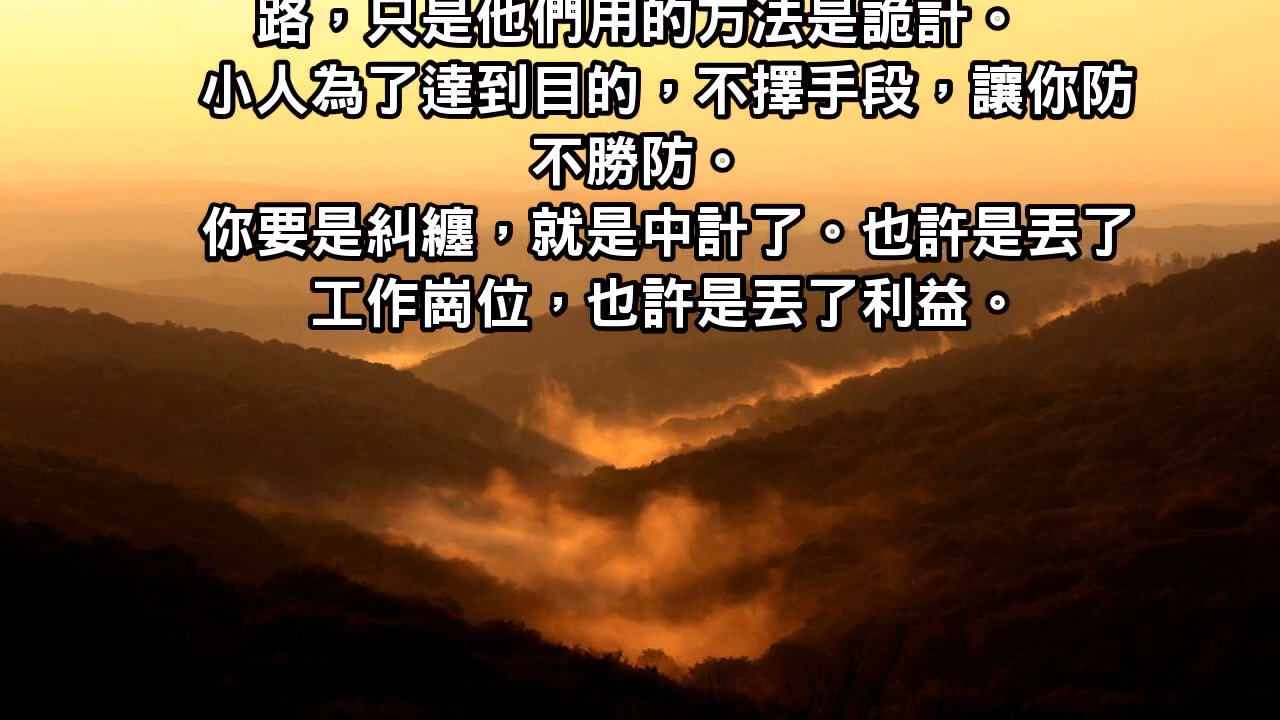 路，只是他們用的方法是詭計。
小人為了達到目的，不擇手段，讓你防
不勝防。
你要是糾纏，就是中計了。也許是丟了
工作崗位，也許是丟了利益。